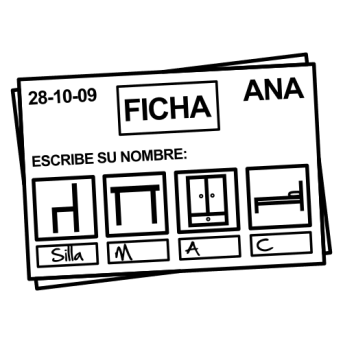 28-10-09 FICHA ANA
ESCRIBE SU NOMBRE:
Silla M A C